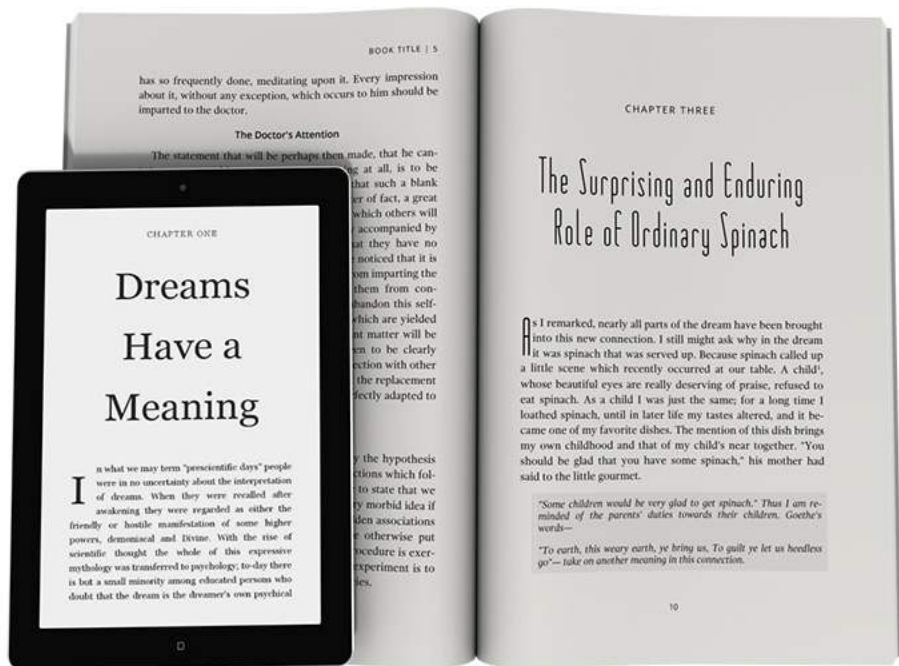 BOOK TITLE | 5
has so frequently done, meditating upon it. Every impression
about it, without any exception, which occurs to him should be
imparted to the doctor.
The Doctor's Attention
The statement that will be perhaps then made, that he can-
ng at all, is to be
that such a blank
er of fact, a great
which others will
accompanied by
at they have no
noticed that it is
om imparting the
them from con-
abandon this self-
which are yielded
nt matter will be
en to be clearly
ection with other
the replacement
fectly adapted to
y the hypothesis
ctions which fol-
to state that we
ry morbid idea if
den associations
e otherwise put
rocedure is exer-
experiment is to
ies.
CHAPTER ONE
Dreams
Have a
Meaning
In what we may term "prescientific days" people
were in no uncertainty about the interpretation
of dreams. When they were recalled after
awakening they were regarded as either the
friendly or hostile manifestation of some higher
powers, demoniacal and Divine. With the rise of
scientific thought the whole of this expressive
mythology was transferred to psychology; to-day there
is but a small minority among educated persons who
doubt that the dream is the dreamer's own psychical
CHAPTER THREE
The Surprising and Enduring
Role of Ordinary Spinach
As I remarked, nearly all parts of the dream have been brought
into this new connection. I still might ask why in the dream
it was spinach that was served up. Because spinach called up
a little scene which recently occurred at our table. A child¹,
whose beautiful eyes are really deserving of praise, refused to
eat spinach. As a child I was just the same; for a long time I
loathed spinach, until in later life my tastes altered, and it be-
came one of my favorite dishes. The mention of this dish brings
my own childhood and that of my child's near together. "You
should be glad that you have some spinach," his mother had
said to the little gourmet.
"Some children would be very glad to get spinach." Thus I am re-
minded of the parents' duties towards their children. Goethe's
words—
"To earth, this weary earth, ye bring us, To guilt ye let us heedless
go"— take on another meaning in this connection.
10